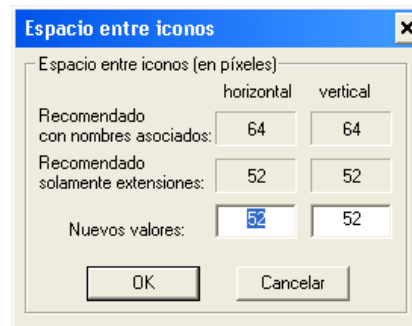 Espacio entre iconos
Espacio entre iconos (en píxeles)
horizontal vertical
Recomendado
con nombres asociados: 64 64
Recomendado
solamente extensiones: 52 52
Nuevos valores: 52 52
OK Cancelar